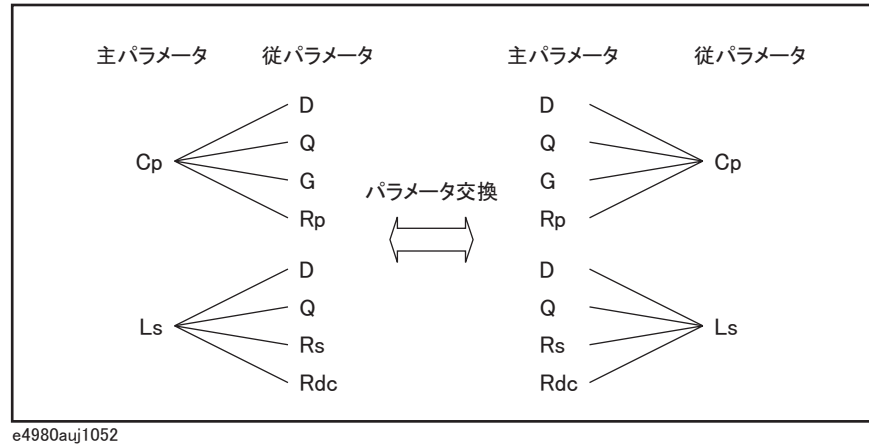 主パラメータ 従パラメータ 主パラメータ 従パラメータ
D D
Q Q
Cp Cp
G G
パラメータ交換
Rp Rp
D D
Q Q
Ls Ls
Rs Rs
Rdc Rdc
e4980auj1052